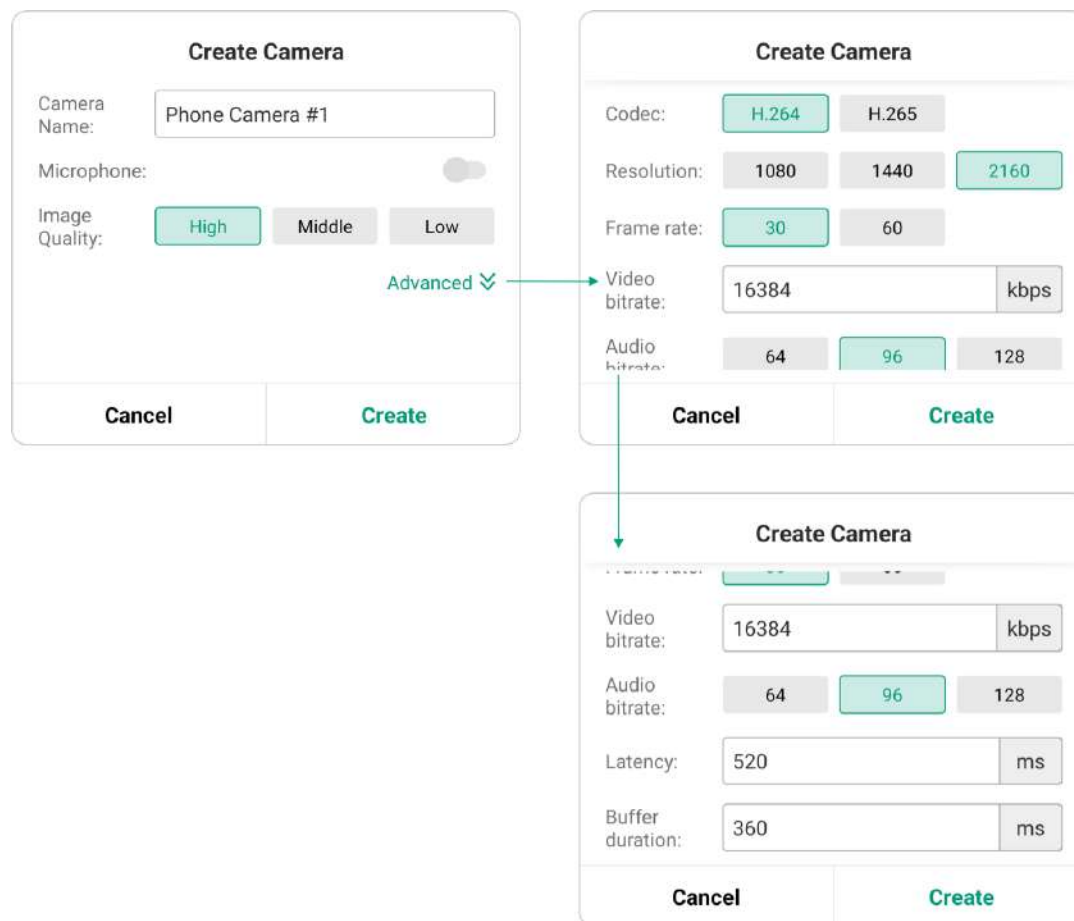 Create Camera
Camera
Name:
Phone Camera #1
Microphone:
Image
Quality:
High
Middle
Low
Advanced
Cancel
Create
Create Camera
Codec:
H.264
H.265
Resolution:
1080
1440
2160
Frame rate:
30
60
Video
bitrate:
16384
kbps
Audio
bitrate:
64
96
128
Cancel
Create
Create Camera
Video
bitrate:
16384
kbps
Audio
bitrate:
64
96
128
Latency:
520
ms
Buffer
duration:
360
ms
Cancel
Create